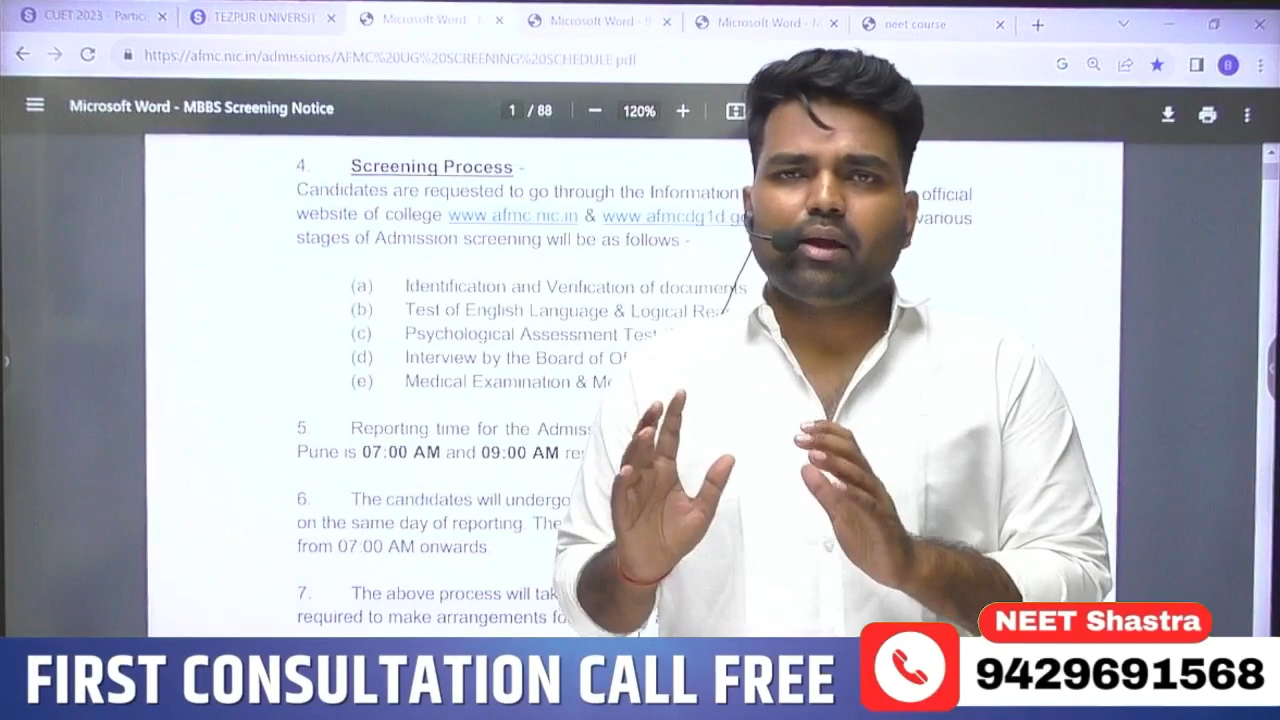 CUET 2023 - Partici
TEZPUR UNIVERSIT
Microsoft Word -
Microsoft Word -
Microsoft Word - M
neet course
https://afmc.nic.in/admissions/AFMC%20UG%20SCREENING%20SCHEDULE.pdf
Microsoft Word - MBBS Screening Notice
1 / 88
120%
4. Screening Process -
Candidates are requested to go through the Information official
website of college www.afmc.nic.in & www.afmcdg1d.go various
stages of Admission screening will be as follows -
(a) Identification and Verification of documents
(b) Test of English Language & Logical Rea
(c) Psychological Assessment Test
(d) Interview by the Board of Of
(e) Medical Examination & Me
5 Reporting time for the Admiss
Pune is 07:00 AM and 09:00 AM re
6. The candidates will undergo
on the same day of reporting. The
from 07:00 AM onwards.
7. The above process will tak
required to make arrangements fo
NEET Shastra
FIRST CONSULTATION CALL FREE
9429691568